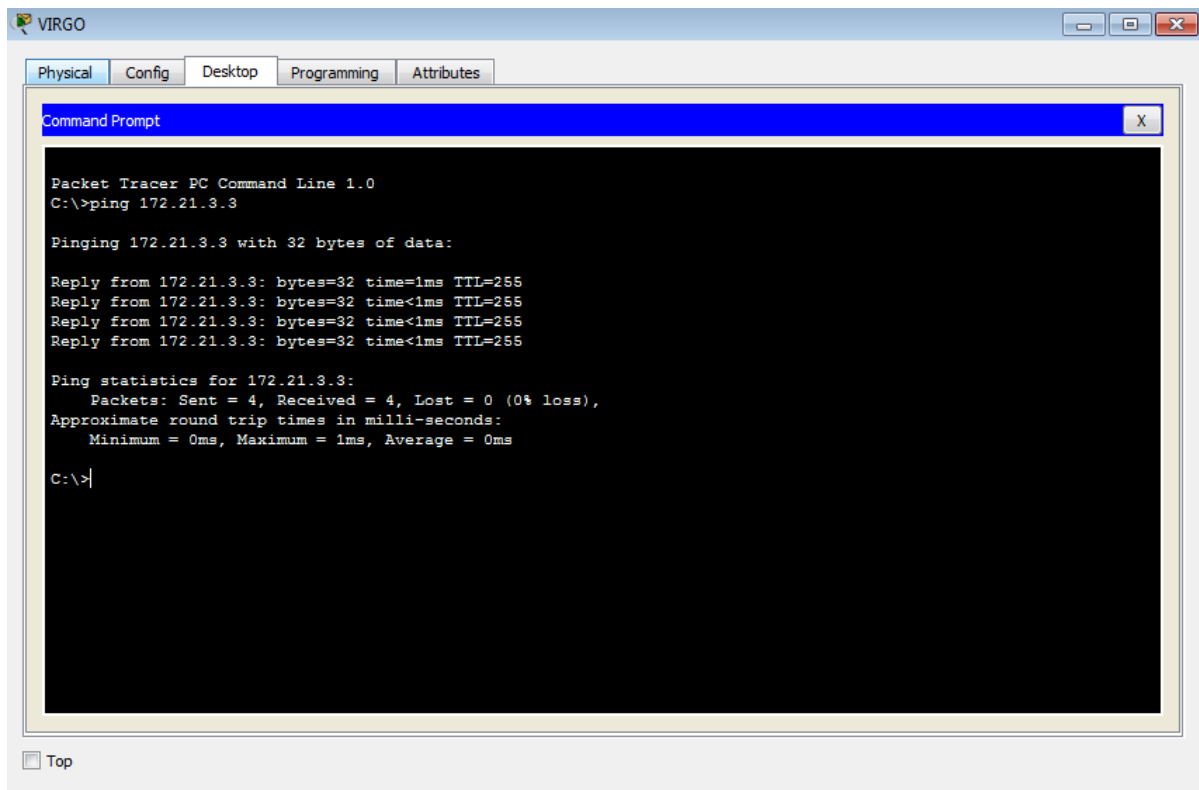 VIRGO
Physical Config Desktop Programming Attributes
Command Prompt X
Packet Tracer PC Command Line 1.0
C:\>ping 172.21.3.3
Pinging 172.21.3.3 with 32 bytes of data:
Reply from 172.21.3.3: bytes=32 time=1ms TTL=255
Reply from 172.21.3.3: bytes=32 time<1ms TTL=255
Reply from 172.21.3.3: bytes=32 time<1ms TTL=255
Reply from 172.21.3.3: bytes=32 time<1ms TTL=255
Ping statistics for 172.21.3.3:
Packets: Sent = 4, Received = 4, Lost = 0 (0% loss),
Approximate round trip times in milli-seconds:
Minimum = 0ms, Maximum = 1ms, Average = 0ms
C:\>
Top